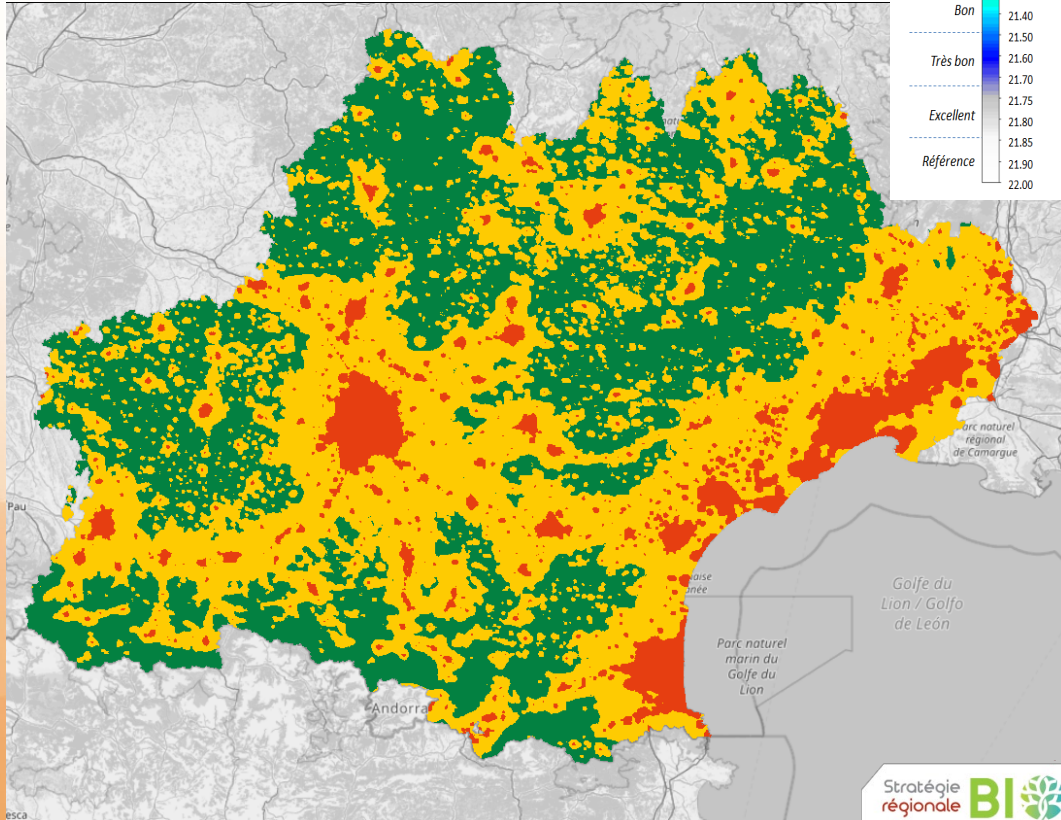 Bon
21.40
21.50
Très bon
21.60
21.70
21.75
Excellent
21.80
21.85
Référence
21.90
22.00
Parc naturel
régional
de Camargue
Pau
Golfe du
Lion / Golfo
de León
Parc naturel
marin du
Golfe du
Lion
Andorra
Stratégie
régionale
BI